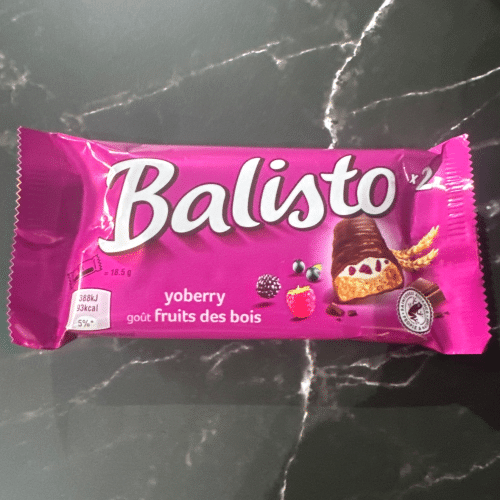 Balisto
x2
= 18.5 g
388kJ
93kcal
5%*
yoberry
goût fruits des bois